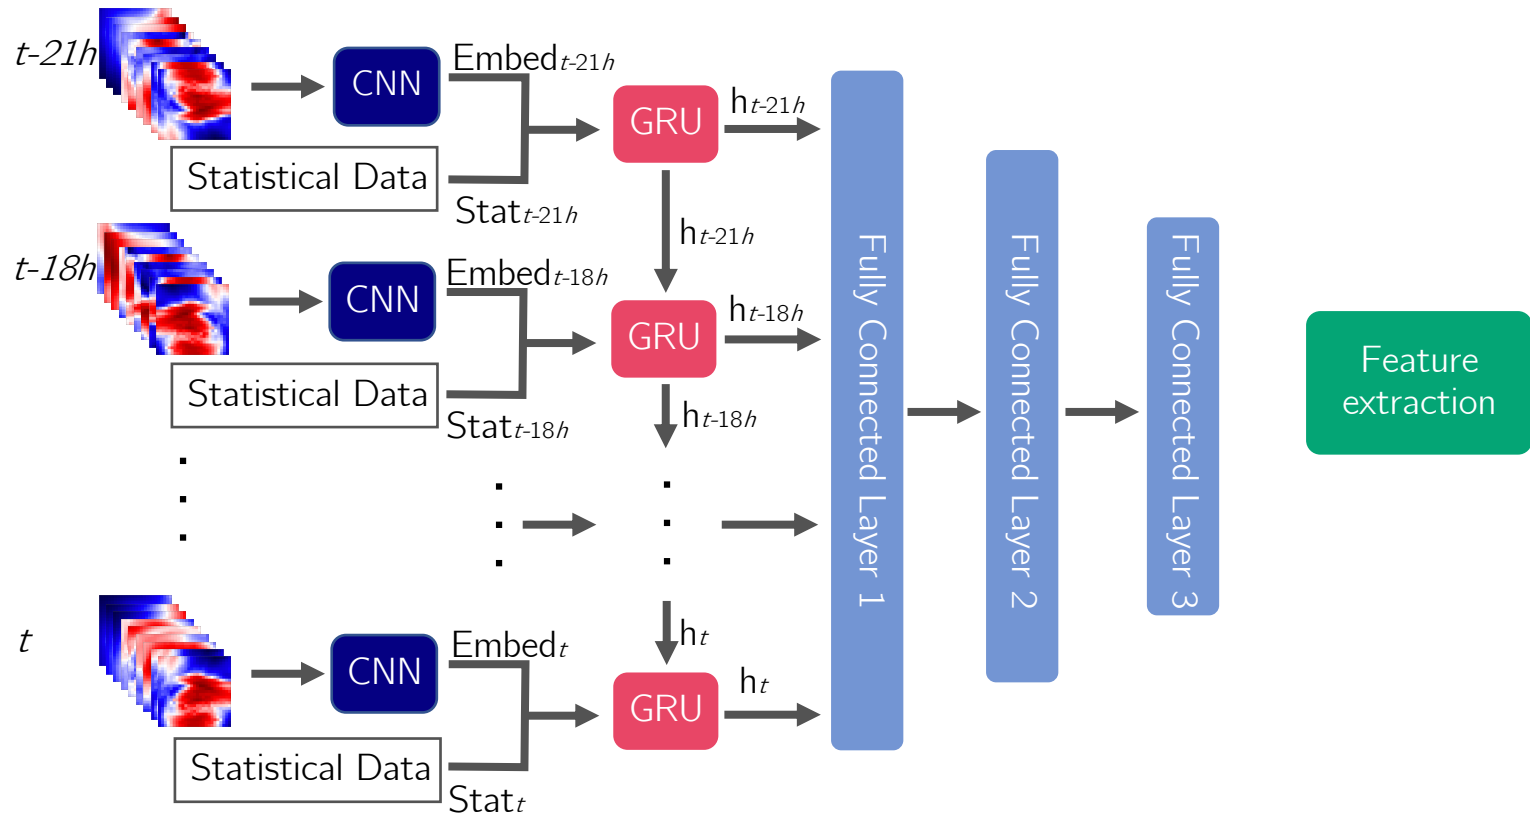 t-21h
CNN
Embedt-21h
Statistical Data
Statt-21h
GRU
ht-21h
ht-21h
t-18h
CNN
Embedt-18h
Statistical Data
Statt-18h
GRU
ht-18h
ht-18h
t
CNN
Embedt
Statistical Data
Statt
ht
GRU
ht
Fully Connected Layer 1
Fully Connected Layer 2
Fully Connected Layer 3
Feature
extraction